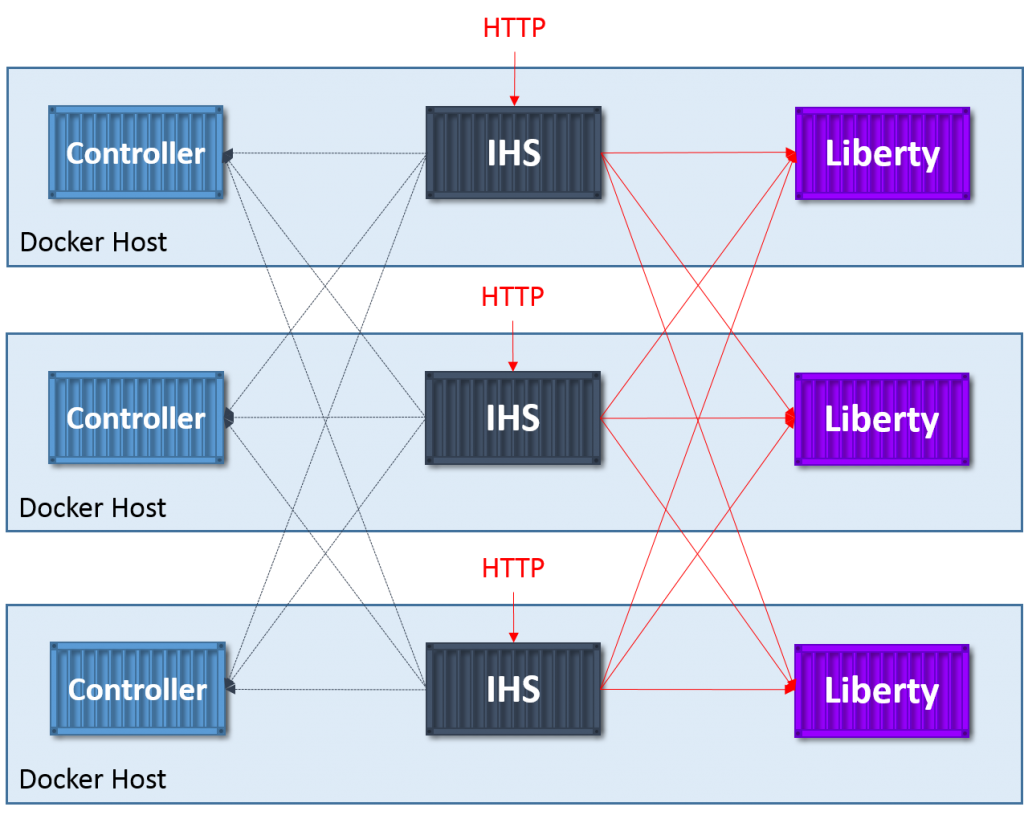 HTTP
Controller
IHS
Liberty
Docker Host
HTTP
Controller
IHS
Liberty
Docker Host
HTTP
Controller
IHS
Liberty
Docker Host